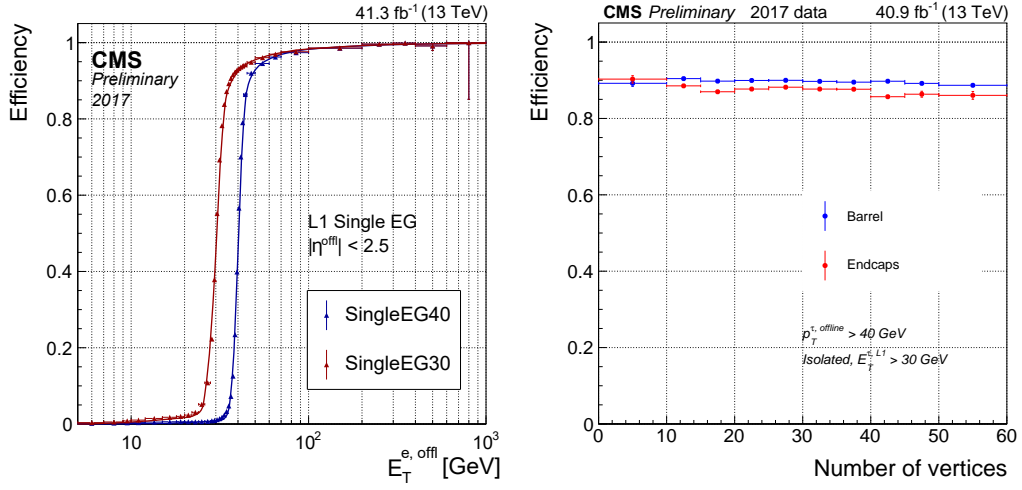 41.3 fb⁻¹ (13 TeV)
CMS
Preliminary
2017
Efficiency
1
0.8
0.6
0.4
0.2
0
L1 Single EG
|η^offl| < 2.5
SingleEG40
SingleEG30
10
10²
10³
E_T^e, offl [GeV]
CMS Preliminary 2017 data 40.9 fb⁻¹ (13 TeV)
Efficiency
1
0.8
0.6
0.4
0.2
0
Barrel
Endcaps
p_T^τ, offline > 40 GeV
Isolated, E_T^τ, L1 > 30 GeV
0 10 20 30 40 50 60
Number of vertices